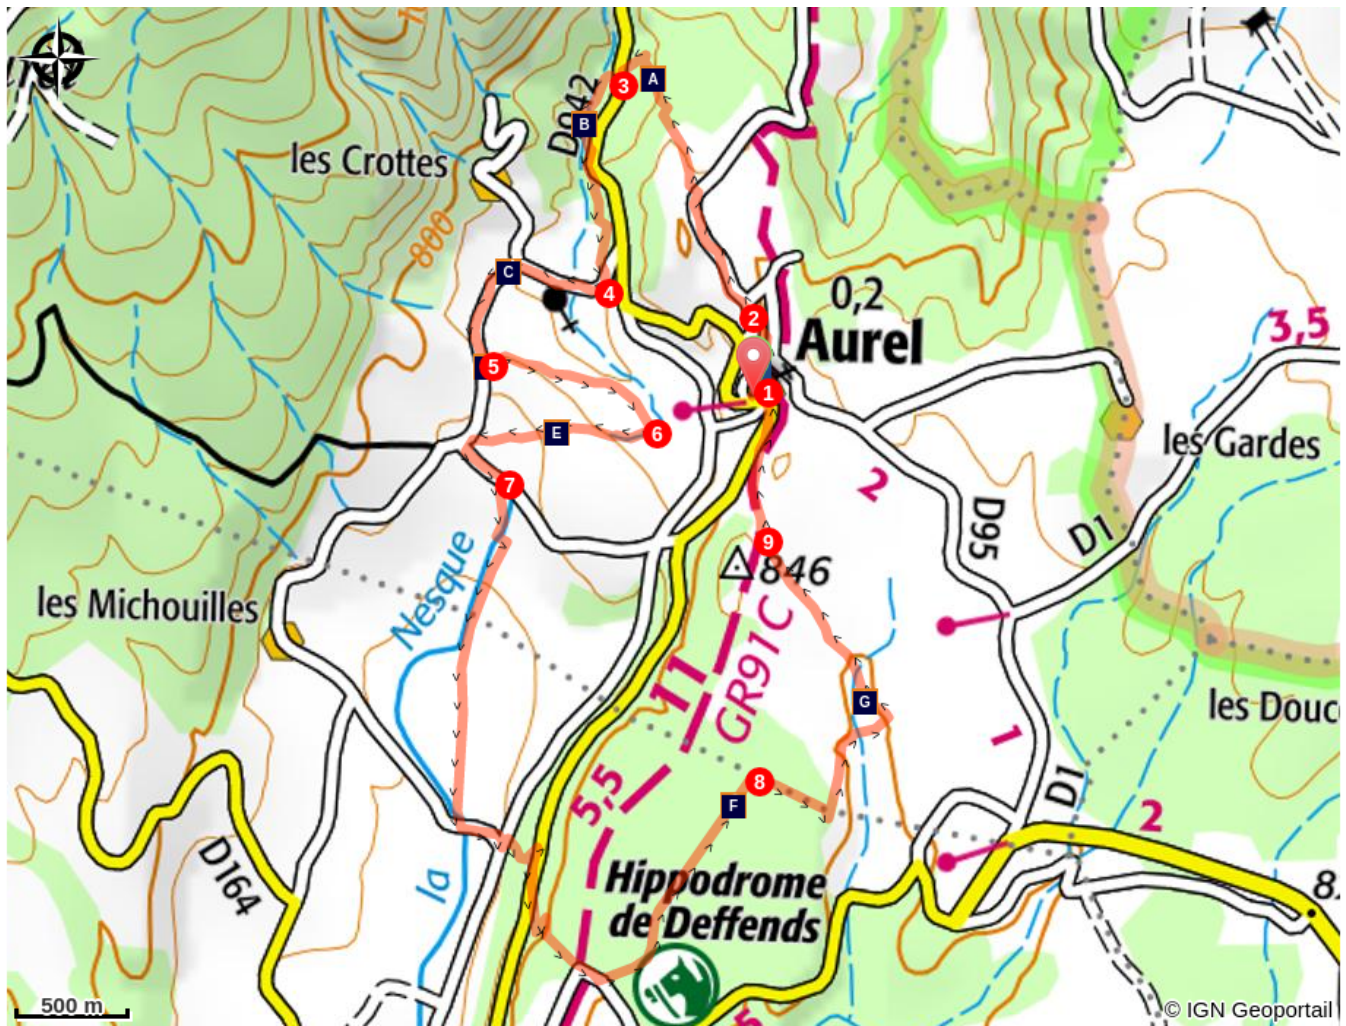 3
A
D942
B
les Crottes
800
C
4
2
0,2
Aurel
3,5
5
1
6
E
les Gardes
7
2
D95
D1
9
846
Nesque
les Michouilles
GR91C
11
G
les Douc
1
8
5,5
F
D1
2
D164
la
Hippodrome
de Deffends
8
5
500 m
© IGN Geoportail